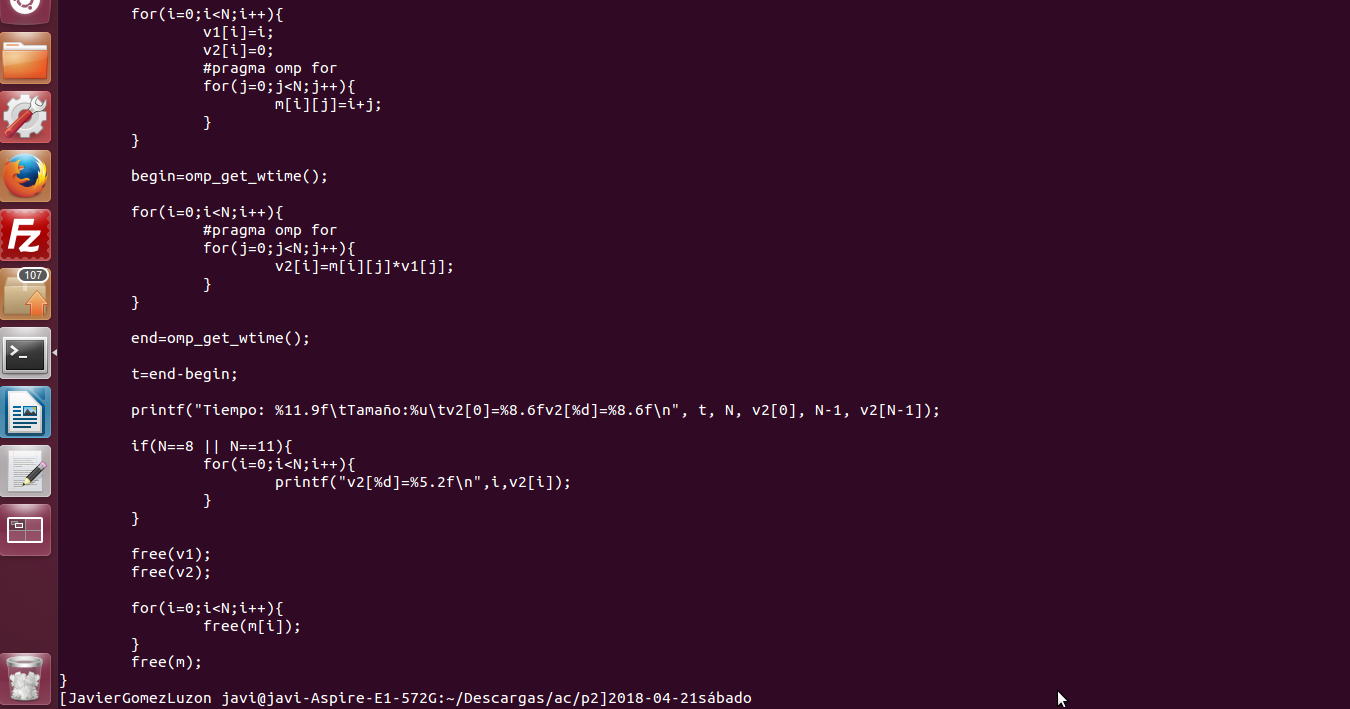 for(i=0;i<N;i++){
v1[i]=i;
v2[i]=0;
#pragma omp for
for(j=0;j<N;j++){
m[i][j]=i+j;
}
}
begin=omp_get_wtime();
for(i=0;i<N;i++){
#pragma omp for
for(j=0;j<N;j++){
v2[i]=m[i][j]*v1[j];
}
}
end=omp_get_wtime();
t=end-begin;
printf("Tiempo: %11.9f\tTamaño:%u\tv2[0]=%8.6fv2[%d]=%8.6f\n", t, N, v2[0], N-1, v2[N-1]);
if(N==8 || N==11){
for(i=0;i<N;i++){
printf("v2[%d]=%5.2f\n",i,v2[i]);
}
}
free(v1);
free(v2);
for(i=0;i<N;i++){
free(m[i]);
}
free(m);
}
[JavierGomezLuzon javi@javi-Aspire-E1-572G:~/Descargas/ac/p2]2018-04-21sábado
Fz
107
>_